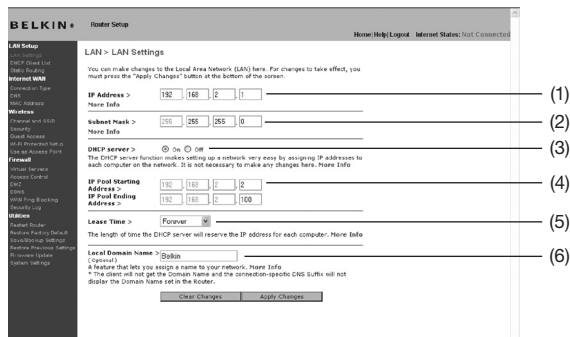 BELKIN
Router Setup
Home|Help|Logout Internet Status: Not Connected
LAN Setup
LAN Settings
DHCP Client List
Static Routing
Internet WAN
Connection Type
DNS
MAC Address
Wireless
Channel and SSID
Security
Guest Access
Wi-Fi Protected Setup
Use as Access Point
Firewall
Virtual Servers
Access Control
DMZ
DDNS
WAN Ping Blocking
Security Log
Utilities
Restart Router
Restore Factory Default
Save/Backup Settings
Restore Previous Settings
Firmware Update
System Settings
LAN > LAN Settings
You can make changes to the Local Area Network (LAN) here. For changes to take effect, you
must press the "Apply Changes" button at the bottom of the screen.
IP Address > 192 . 168 . 2 . 1 (1)
More Info
Subnet Mask > 255 . 255 . 255 . 0 (2)
More Info
DHCP server > On Off (3)
The DHCP server function makes setting up a network very easy by assigning IP addresses to
each computer on the network. It is not necessary to make any changes here. More Info
IP Pool Starting
Address > 192 . 168 . 2 . 2 (4)
IP Pool Ending
Address > 192 . 168 . 2 . 100
Lease Time > Forever (5)
The length of time the DHCP server will reserve the IP address for each computer. More Info
Local Domain Name > Belkin (6)
(Optional)
A feature that lets you assign a name to your network. More Info
* The client will not get the Domain Name and the connection-specific DNS Suffix will not
display the Domain Name set in the Router.
Clear Changes Apply Changes